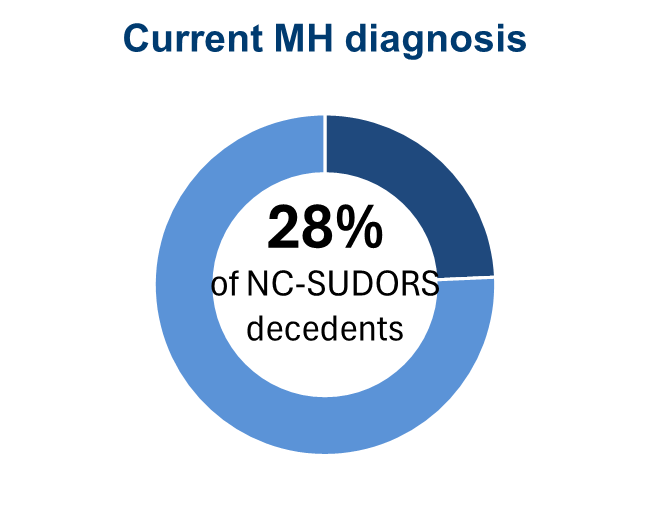 Current MH diagnosis
28%
of NC-SUDORS
decedents